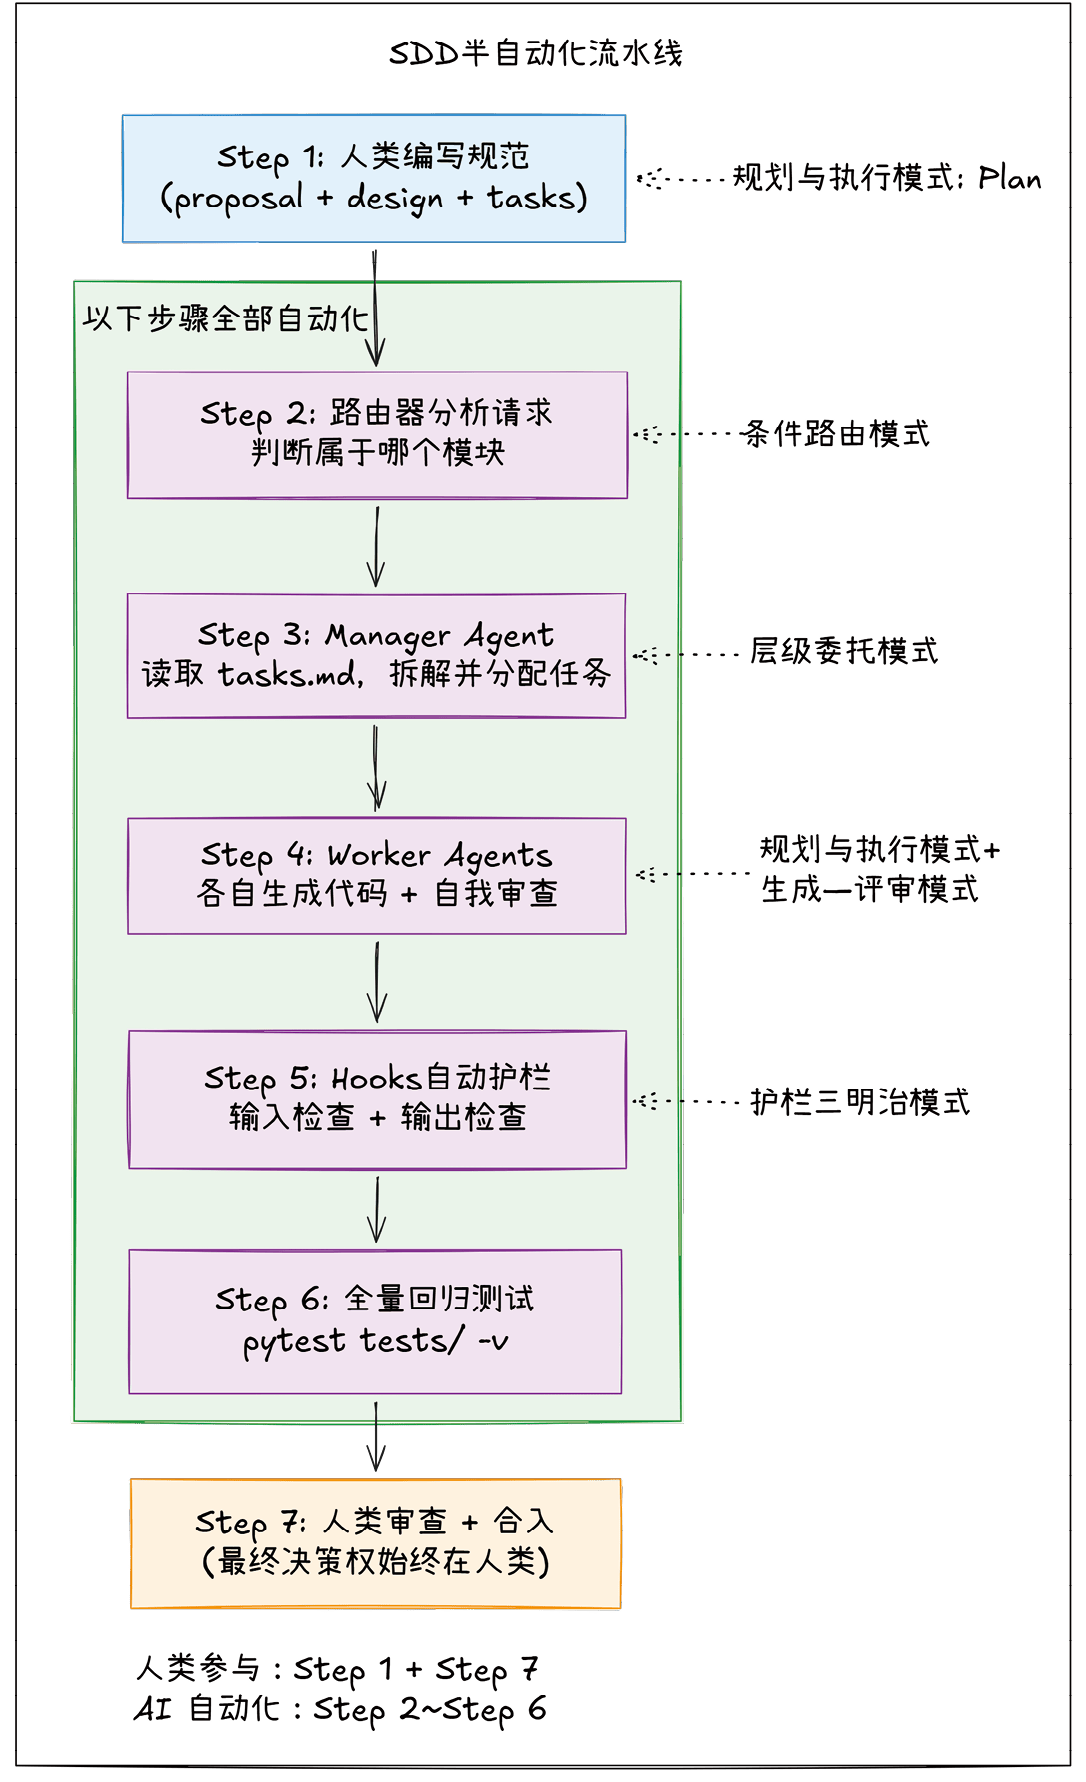 SDD半自动化流水线
Step 1: 人类编写规范
(proposal + design + tasks)
规划与执行模式: Plan
以下步骤全部自动化
Step 2: 路由器分析请求
判断属于哪个模块
条件路由模式
Step 3: Manager Agent
读取 tasks.md，拆解并分配任务
层级委托模式
Step 4: Worker Agents
各自生成代码 + 自我审查
规划与执行模式+
生成—评审模式
Step 5: Hooks自动护栏
输入检查 + 输出检查
护栏三明治模式
Step 6: 全量回归测试
pytest tests/ -v
Step 7: 人类审查 + 合入
(最终决策权始终在人类)
人类参与：Step 1 + Step 7
AI 自动化：Step 2~Step 6